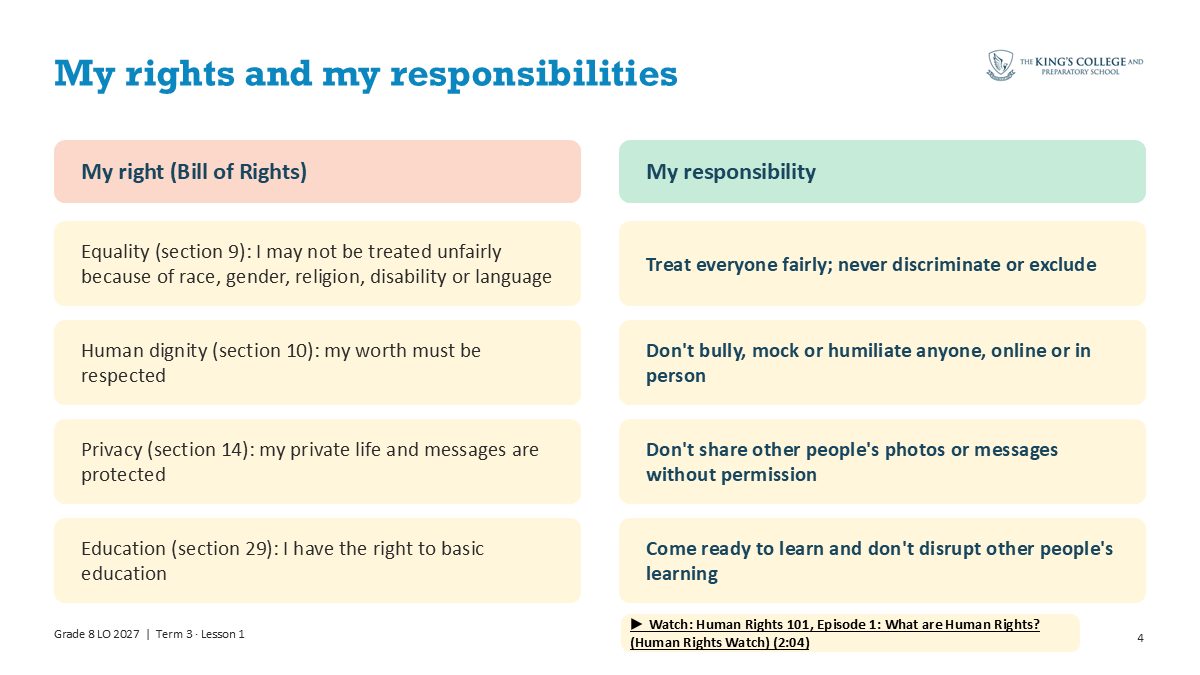 My rights and my responsibilities
THE KING'S COLLEGE AND
PREPARATORY SCHOOL
My right (Bill of Rights)
My responsibility
Equality (section 9): I may not be treated unfairly
because of race, gender, religion, disability or language
Treat everyone fairly; never discriminate or exclude
Human dignity (section 10): my worth must be
respected
Don't bully, mock or humiliate anyone, online or in
person
Privacy (section 14): my private life and messages are
protected
Don't share other people's photos or messages
without permission
Education (section 29): I have the right to basic
education
Come ready to learn and don't disrupt other people's
learning
Grade 8 LO 2027 | Term 3 · Lesson 1
▶ Watch: Human Rights 101, Episode 1: What are Human Rights?
(Human Rights Watch) (2:04)
4